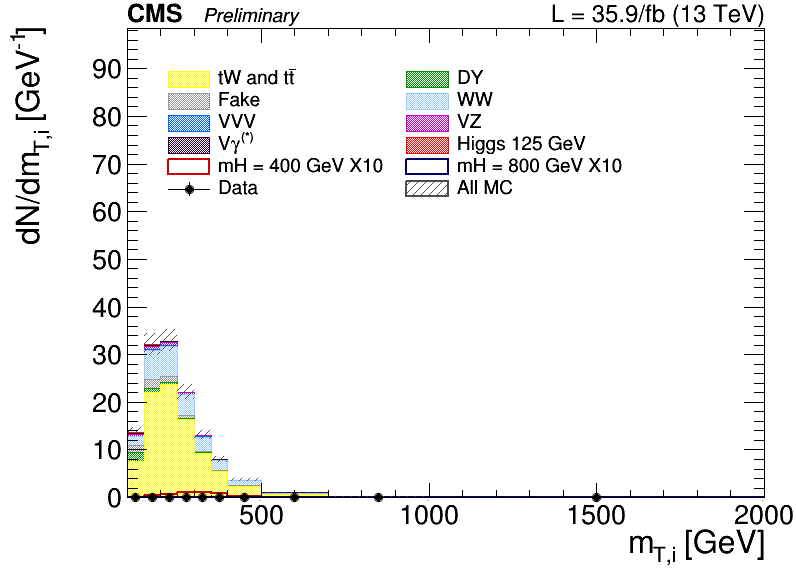 CMS Preliminary L = 35.9/fb (13 TeV)
dN/dm_{T,i} [GeV^{-1}]
90
80
70
60
50
40
30
20
10
0
tW and tt̄ DY
Fake WW
VVV VZ
Vγ^{(*)} Higgs 125 GeV
mH = 400 GeV X10 mH = 800 GeV X10
Data All MC
500 1000 1500 2000
m_{T,i} [GeV]